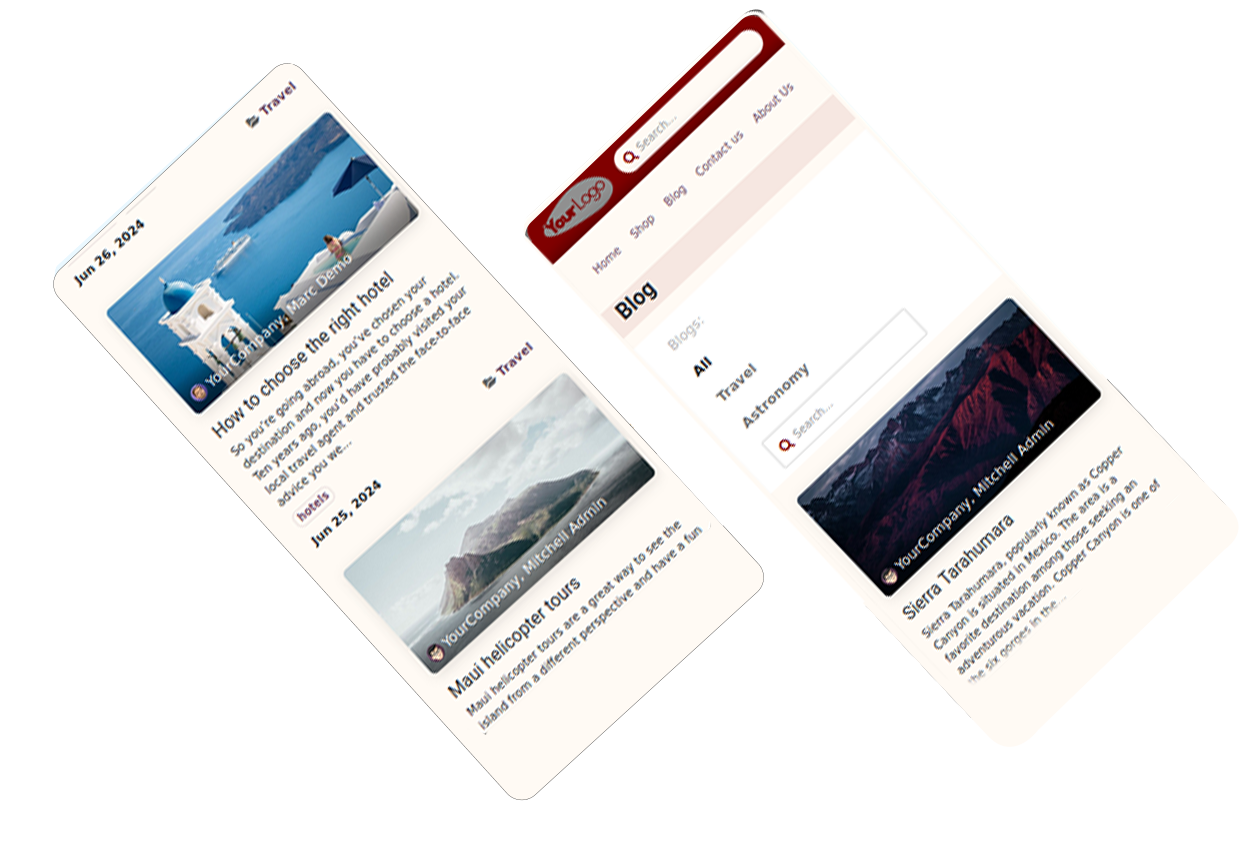 Travel
Jun 26, 2024
YourCompany, Marc Demo
How to choose the right hotel
So you're going abroad, you've chosen your
destination and now you have to choose a hotel.
Ten years ago, you'd have probably visited your
local travel agent and trusted the face-to-face
advice you we...
hotels
Travel
Jun 25, 2024
YourCompany, Mitchell Admin
Maui helicopter tours
Maui helicopter tours are a great way to see the
island from a different perspective and have a fun
YourLogo
Search...
Home Shop Blog Contact us About Us
Blog
Blogs:
All
Travel
Astronomy
Search...
YourCompany, Mitchell Admin
Sierra Tarahumara
Sierra Tarahumara, popularly known as Copper
Canyon is situated in Mexico. The area is a
favorite destination among those seeking an
adventurous vacation. Copper Canyon is one of
the six gorges in the...